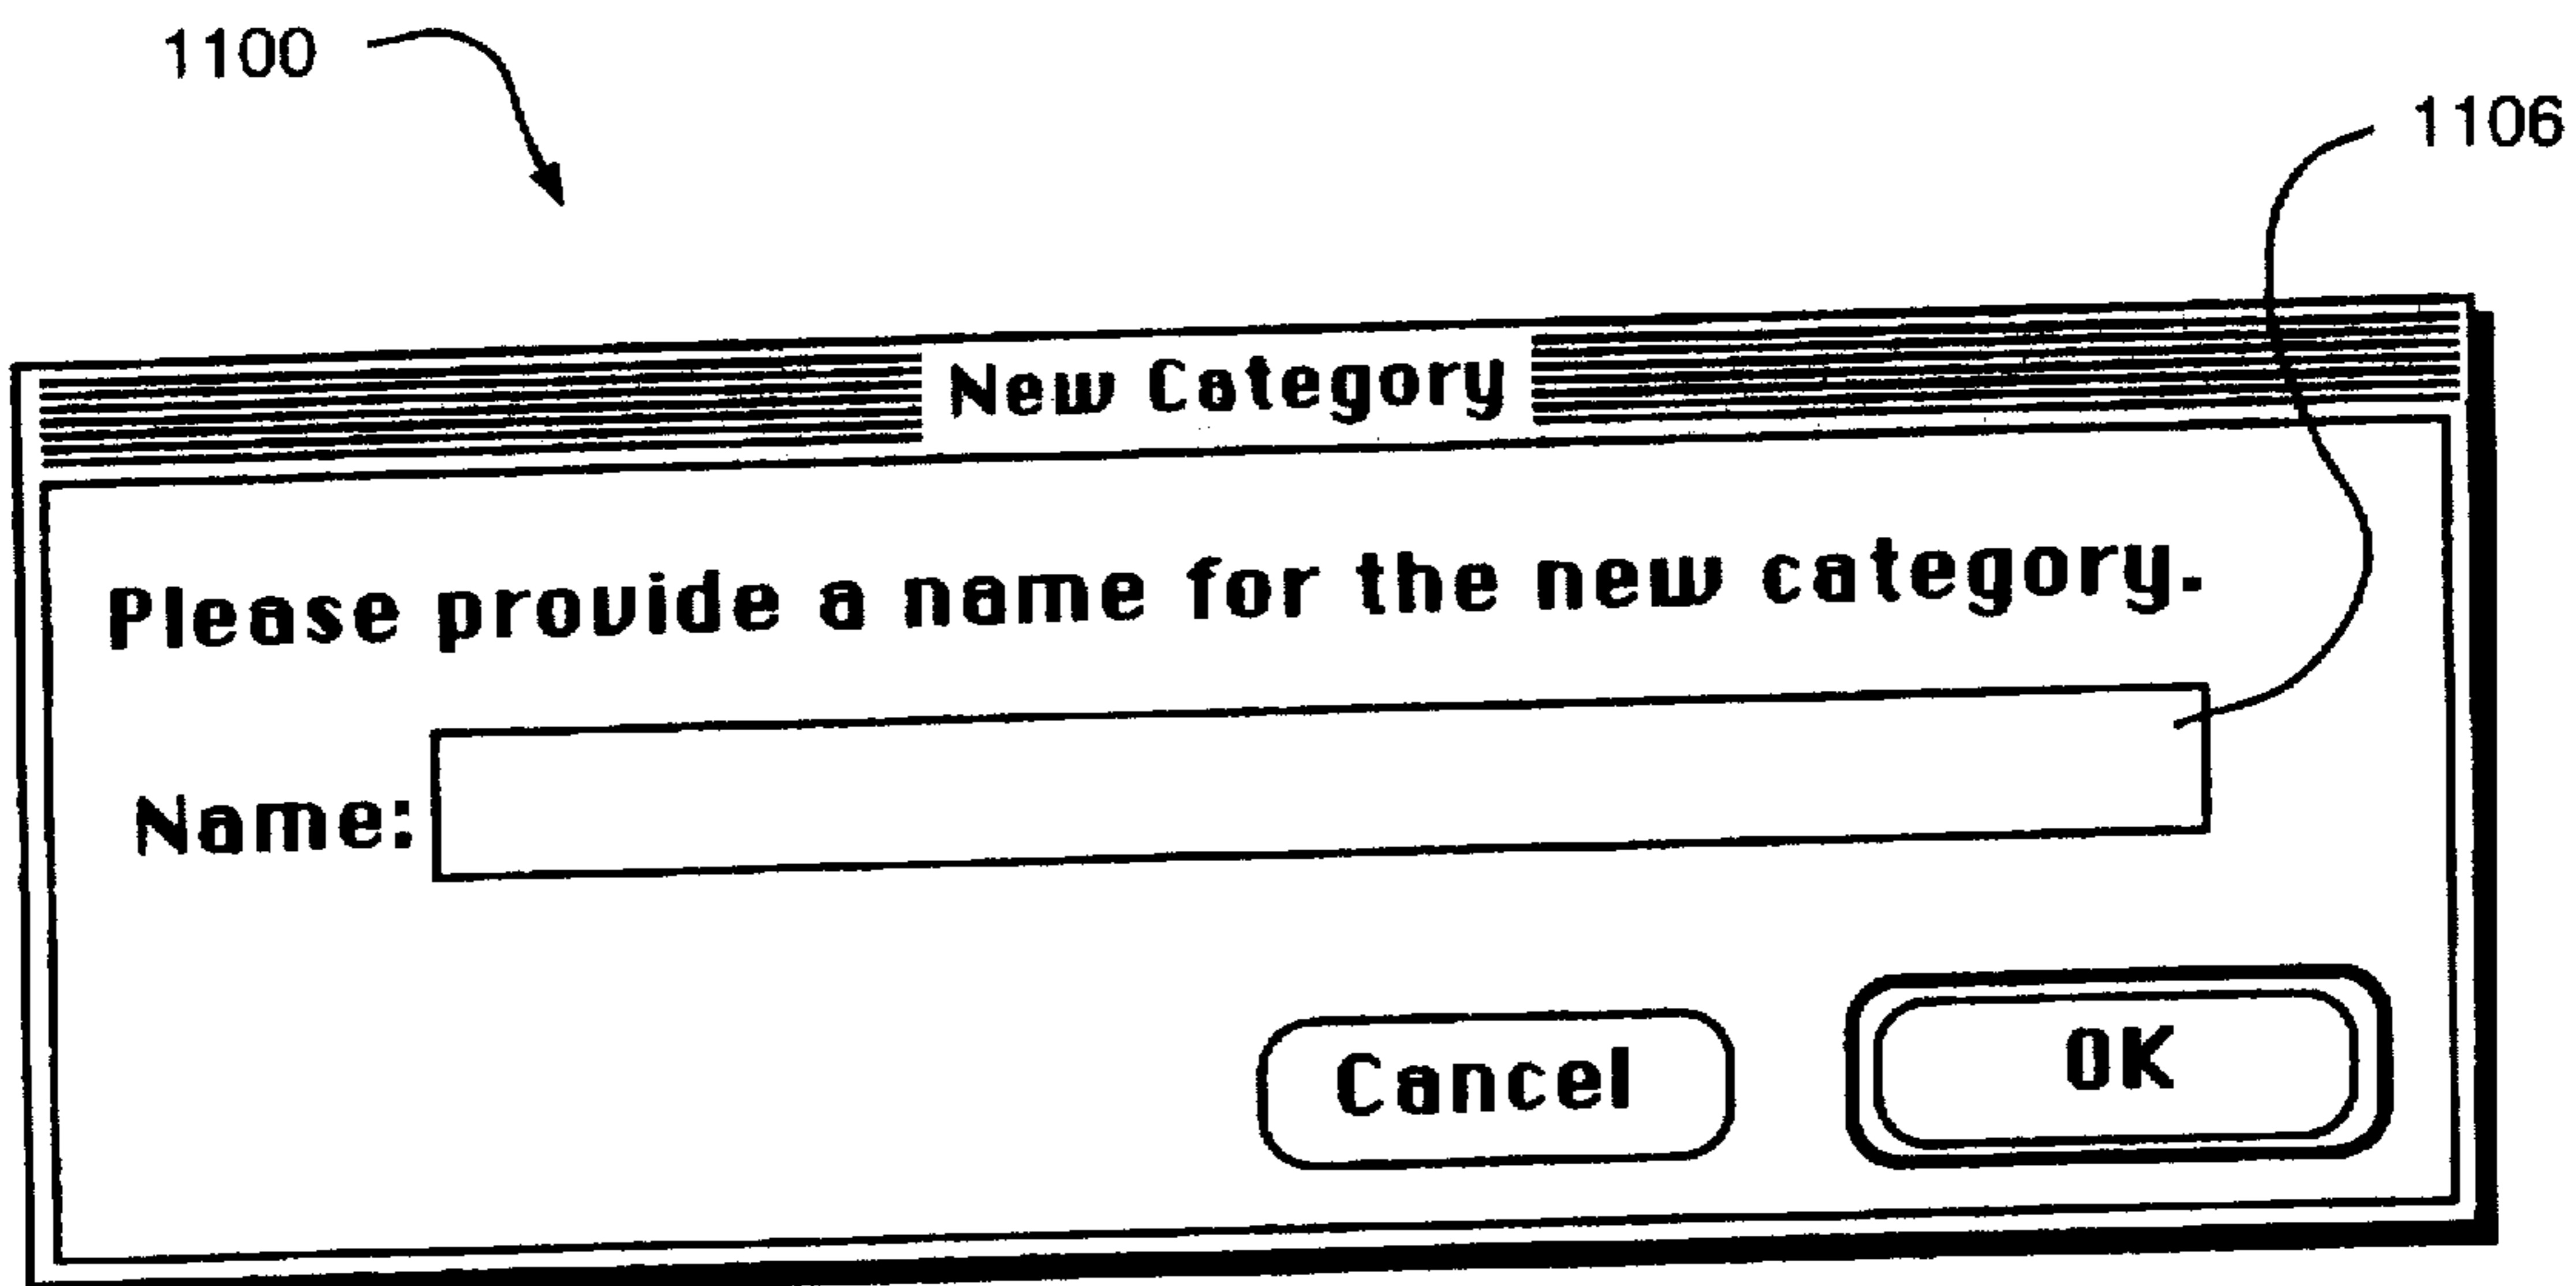 1100
1106
New Category
Please provide a name for the new category.
Name:
Cancel OK